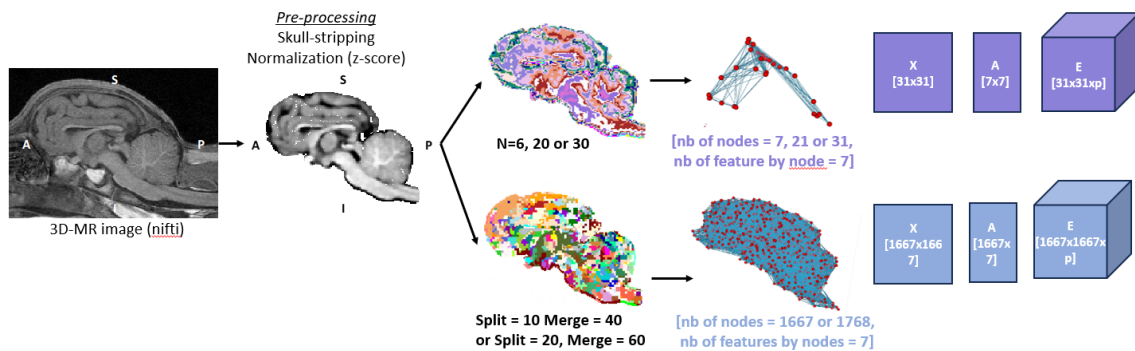 Pre-processing
Skull-stripping
Normalization (z-score)
S
A
P
3D-MR image (nifti)
S
A
P
I
N=6, 20 or 30
[nb of nodes = 7, 21 or 31,
nb of feature by node = 7]
X
[31x31]
A
[7x7]
E
[31x31xp]
Split = 10 Merge = 40
or Split = 20, Merge = 60
[nb of nodes = 1667 or 1768,
nb of features by nodes = 7]
X
[1667x166
7]
A
[1667x
7]
E
[1667x1667x
p]